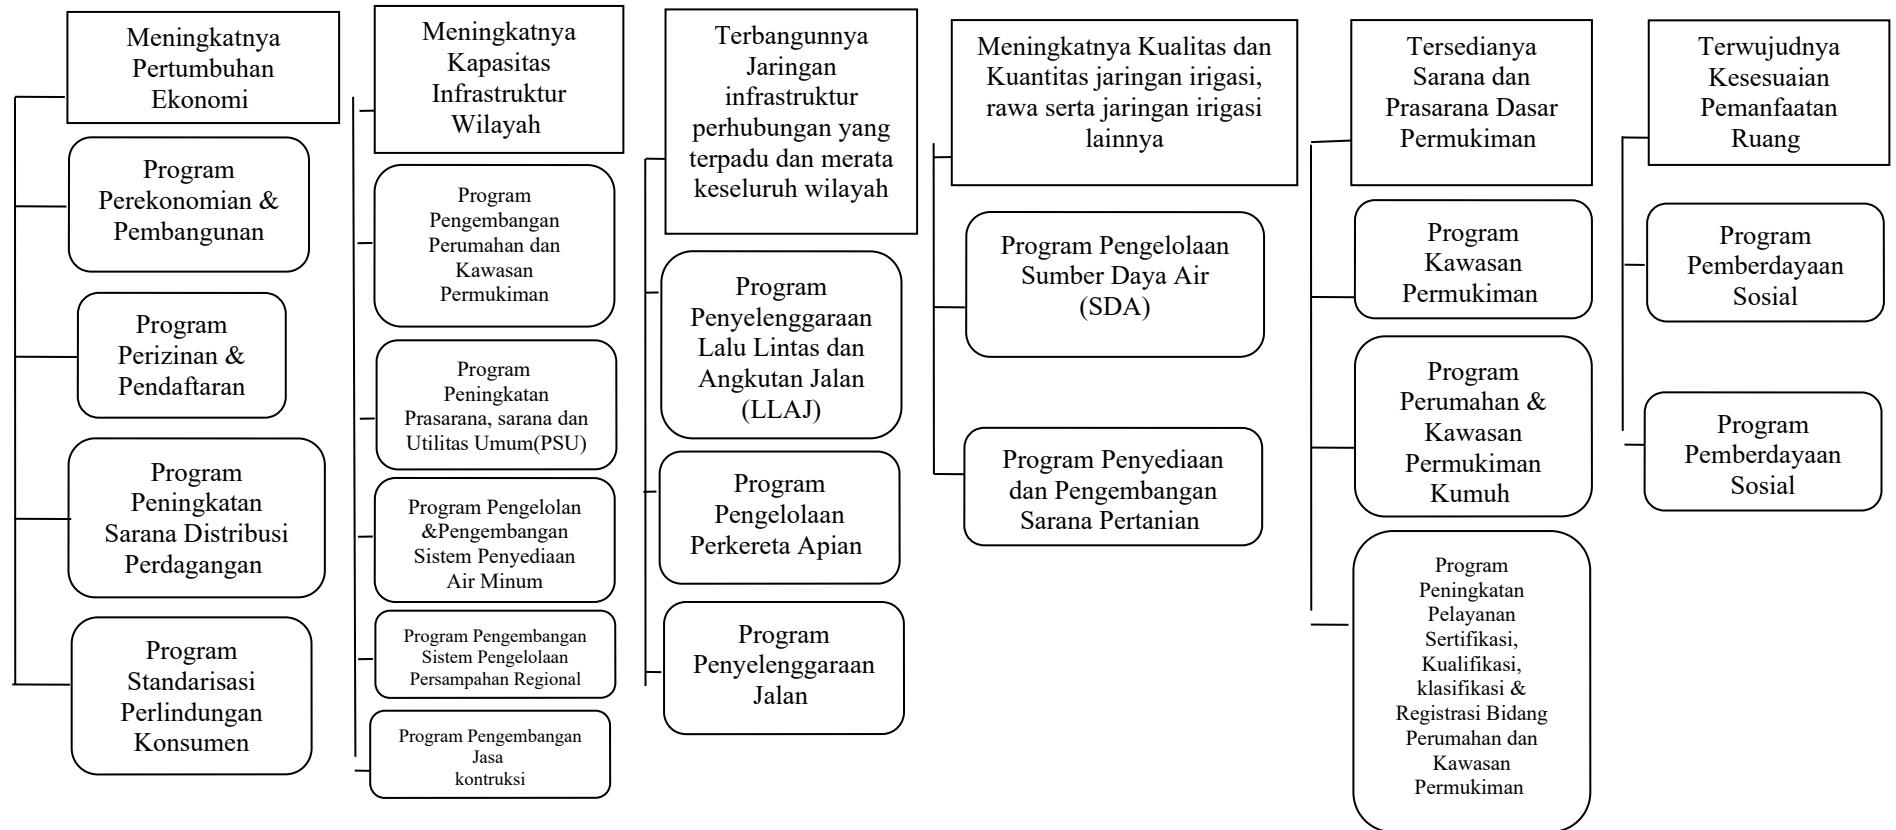 Meningkatnya
Pertumbuhan
Ekonomi
Program
Perekonomian &
Pembangunan
Program
Perizinan &
Pendaftaran
Program
Peningkatan
Sarana Distribusi
Perdagangan
Program
Standarisasi
Perlindungan
Konsumen
Meningkatnya
Kapasitas
Infrastruktur
Wilayah
Program
Pengembangan
Perumahan dan
Kawasan
Permukiman
Program
Peningkatan
Prasarana, sarana dan
Utilitas Umum(PSU)
Program Pengelolan
&Pengembangan
Sistem Penyediaan
Air Minum
Program Pengembangan
Sistem Pengelolaan
Persampahan Regional
Program Pengembangan
Jasa
kontruksi
Terbangunnya
Jaringan
infrastruktur
perhubungan yang
terpadu dan merata
keseluruh wilayah
Program
Penyelenggaraan
Lalu Lintas dan
Angkutan Jalan
(LLAJ)
Program
Pengelolaan
Perkereta Apian
Program
Penyelenggaraan
Jalan
Meningkatnya Kualitas dan
Kuantitas jaringan irigasi,
rawa serta jaringan irigasi
lainnya
Program Pengelolaan
Sumber Daya Air
(SDA)
Program Penyediaan
dan Pengembangan
Sarana Pertanian
Tersedianya
Sarana dan
Prasarana Dasar
Permukiman
Program
Kawasan
Permukiman
Program
Perumahan &
Kawasan
Permukiman
Kumuh
Program
Peningkatan
Pelayanan
Sertifikasi,
Kualifikasi,
klasifikasi &
Registrasi Bidang
Perumahan dan
Kawasan
Permukiman
Terwujudnya
Kesesuaian
Pemanfaatan
Ruang
Program
Pemberdayaan
Sosial
Program
Pemberdayaan
Sosial